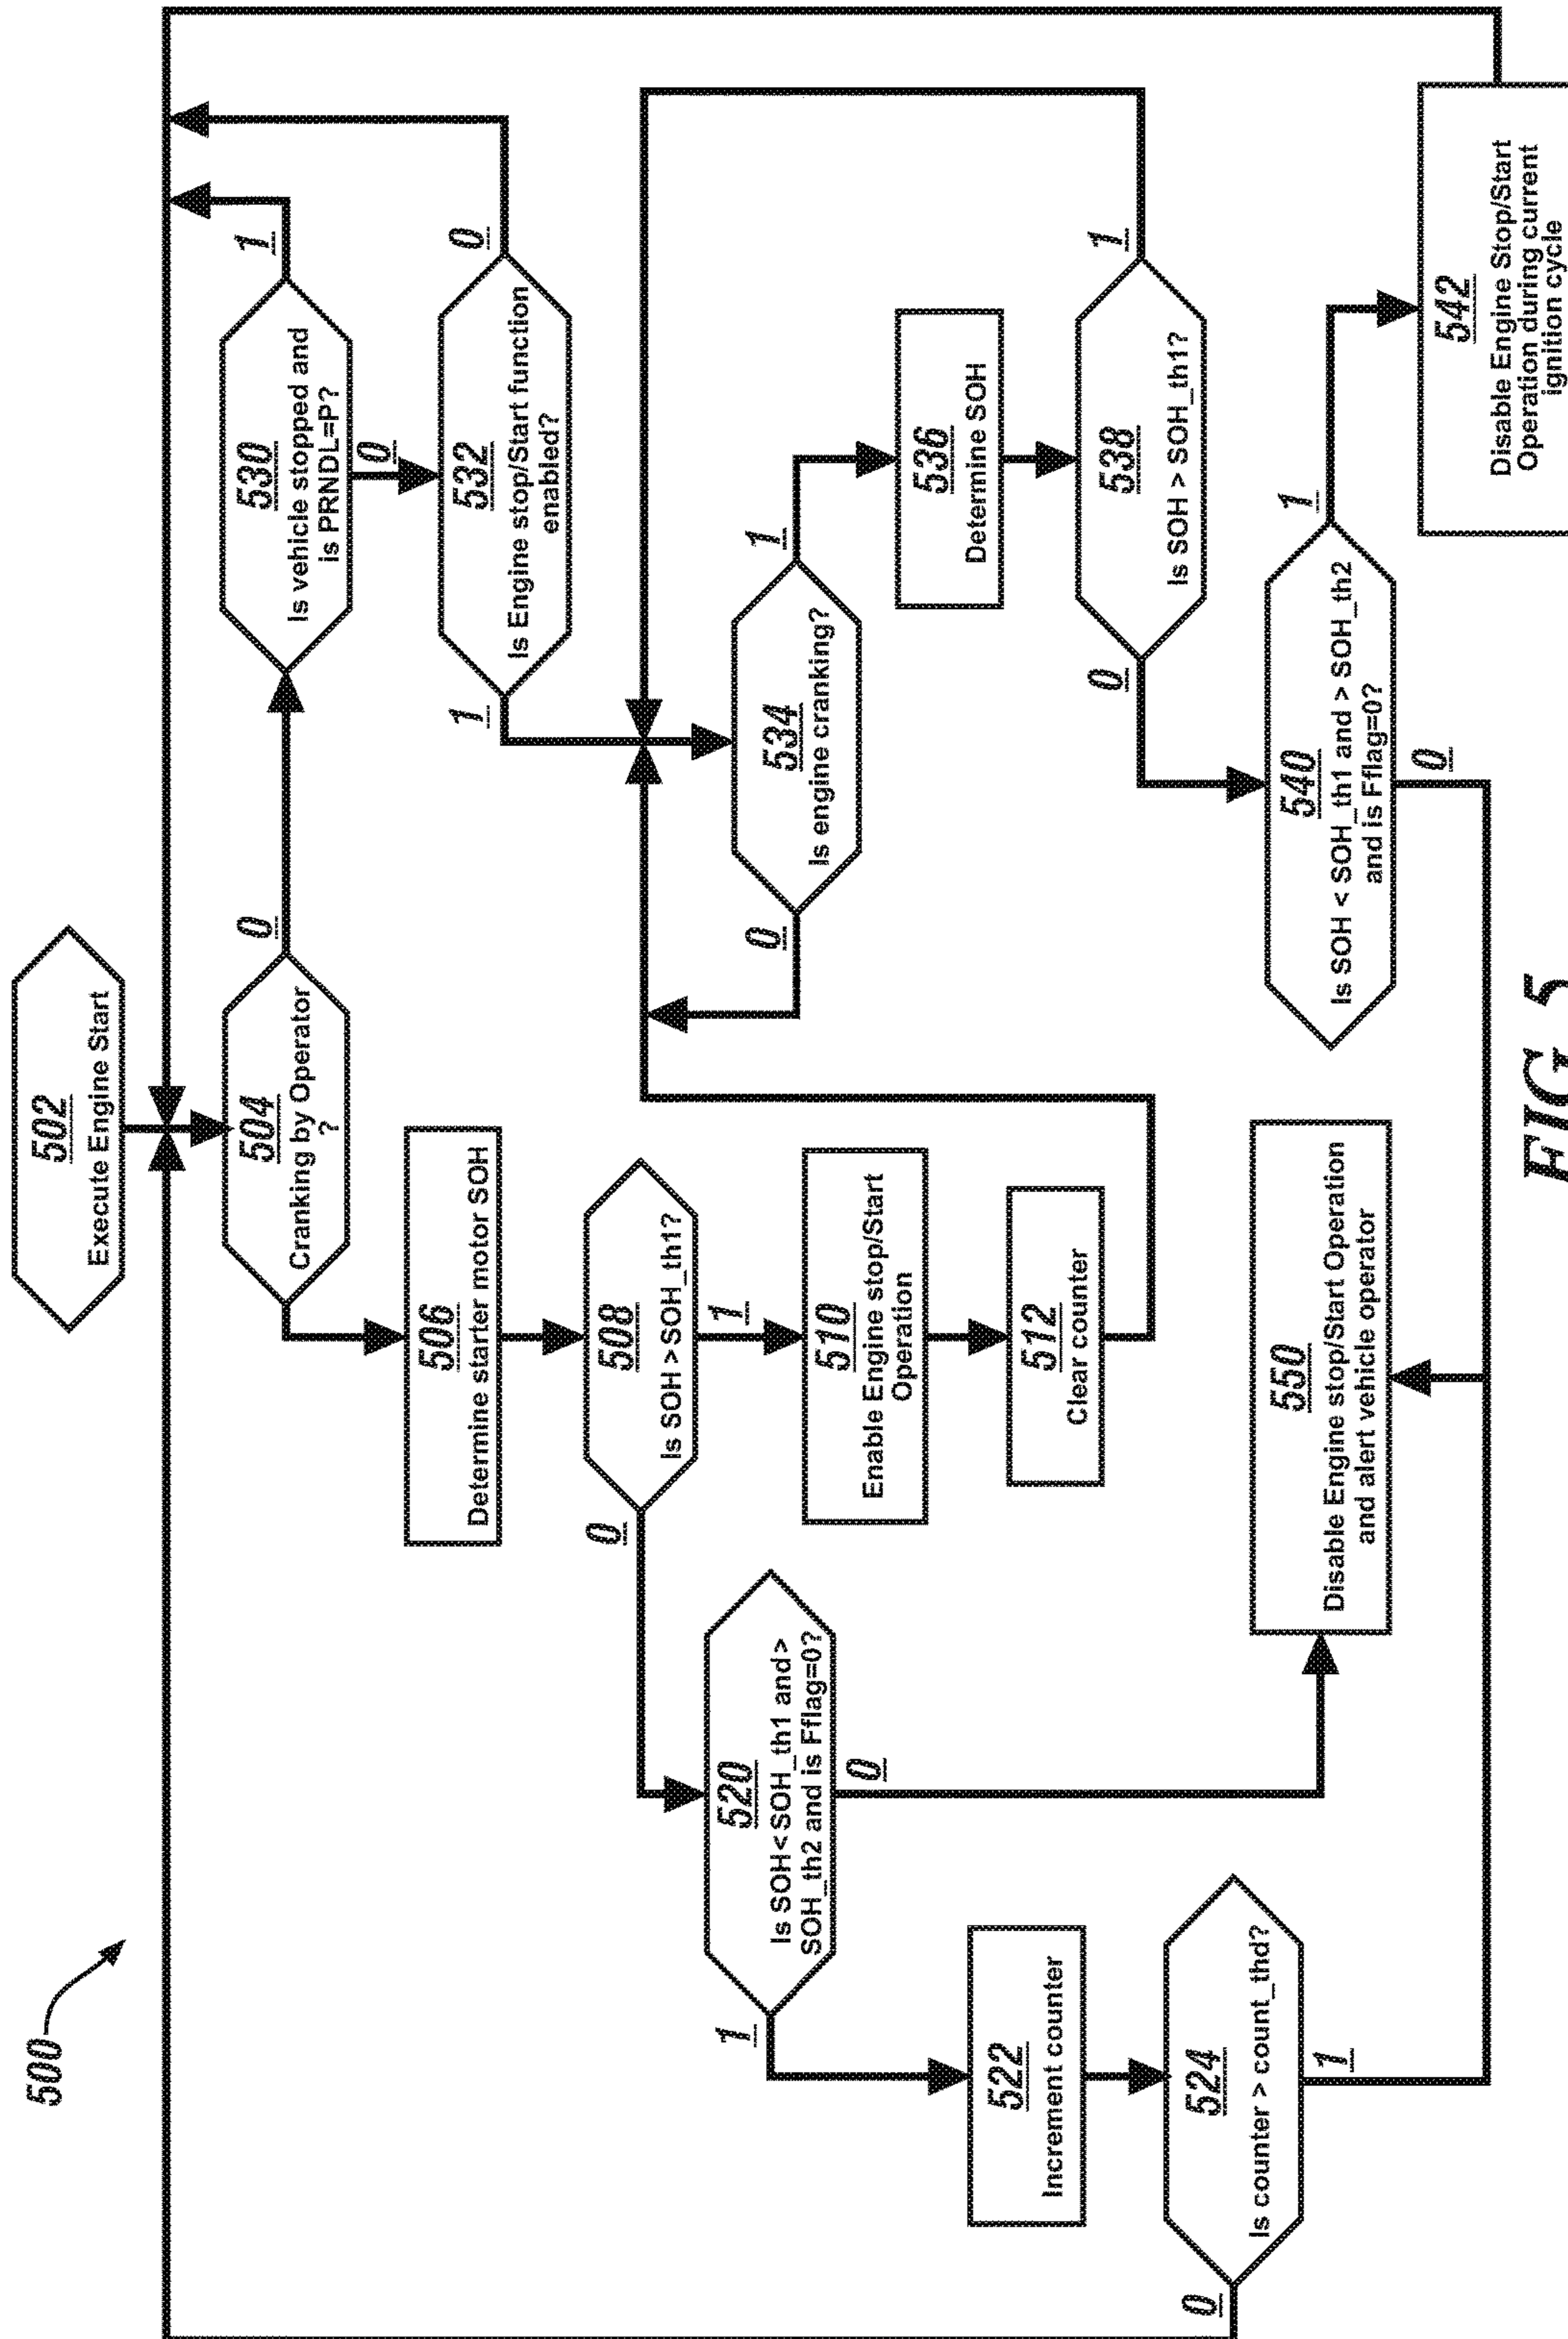 500
502
Execute Engine Start
504
Cranking by Operator
?
0
506
Determine starter motor SOH
508
Is SOH > SOH_th1?
0
1
510
Enable Engine stop/Start
Operation
512
Clear counter
520
Is SOH<SOH_th1 and>
SOH_th2 and is Fflag=0?
1
0
522
Increment counter
524
Is counter > count_thd?
0
1
530
Is vehicle stopped and
is PRNDL=P?
1
0
532
Is Engine stop/Start function
enabled?
1
0
534
Is engine cranking?
0
1
536
Determine SOH
538
Is SOH > SOH_th1?
0
1
540
Is SOH < SOH_th1 and > SOH_th2
and is Fflag=0?
1
0
542
Disable Engine Stop/Start
Operation during current
ignition cycle
550
Disable Engine stop/Start Operation
and alert vehicle operator
FIG. 5